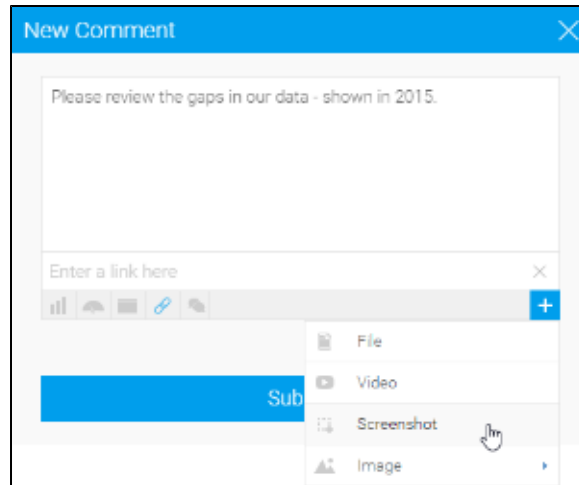 New Comment
Please review the gaps in our data - shown in 2015.
Enter a link here
File
Video
Sub
Screenshot
Image